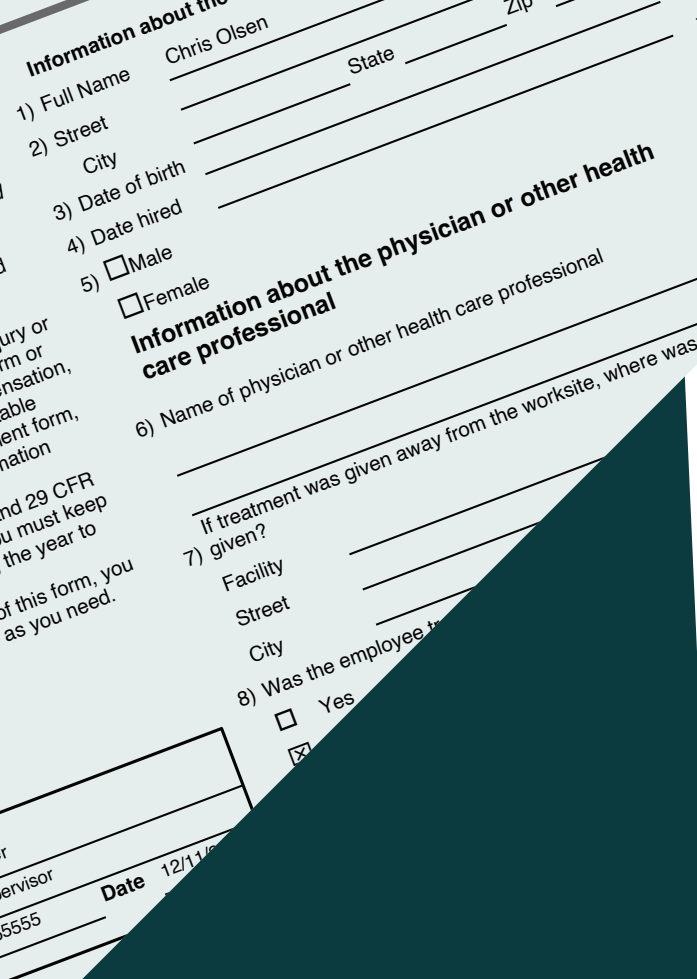 Information about the
1) Full Name Chris Olsen
2) Street
City State Zip
3) Date of birth
4) Date hired
5) Male
Female
Information about the physician or other health
care professional
6) Name of physician or other health care professional
If treatment was given away from the worksite, where was
7) given?
Facility
Street
City
8) Was the employee
Yes
jury or
rm or
ensation,
able
ent form,
mation
nd 29 CFR
u must keep
the year to
of this form, you
as you need.
ervisor
5555 Date 12/11/